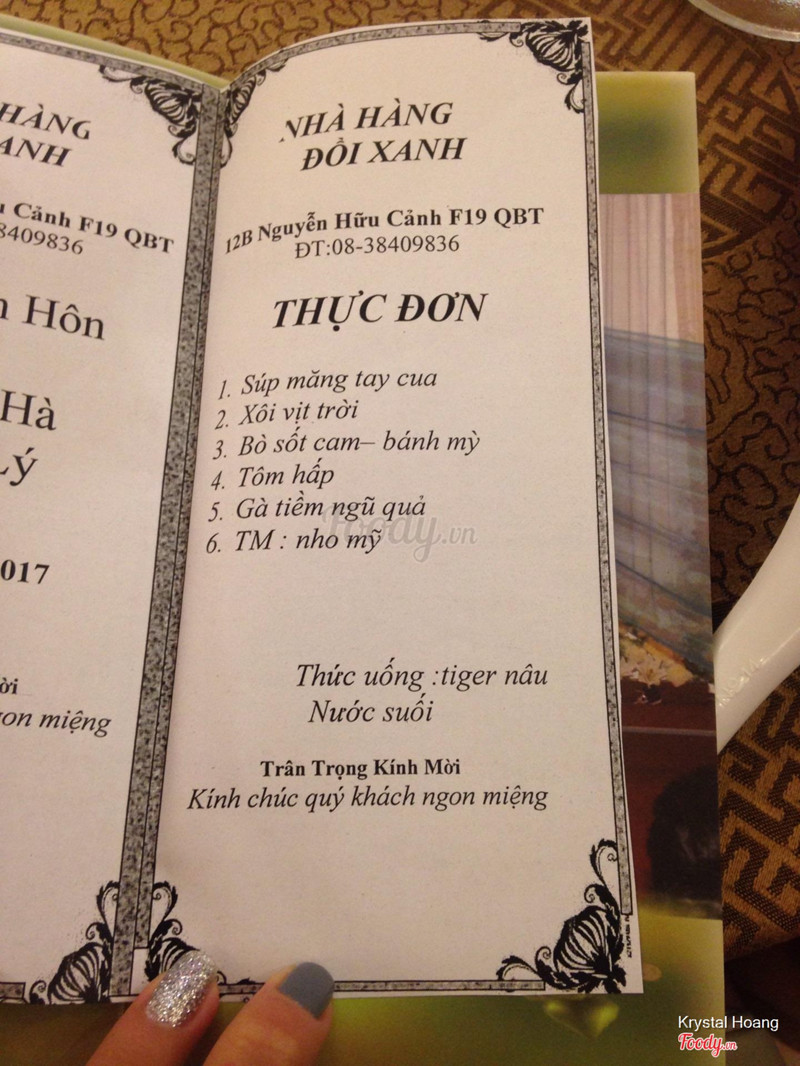 HÀNG
ANH
Cảnh F19 QBT
38409836
Hôn
Hà
Lý
017
ngon miệng
NHÀ HÀNG
ĐỒI XANH
12B Nguyễn Hữu Cảnh F19 QBT
ĐT:08-38409836
THỰC ĐƠN
1. Súp măng tay cua
2. Xôi vịt trời
3. Bò sốt cam– bánh mỳ
4. Tôm hấp
5. Gà tiềm ngũ quả
6. TM : nho mỹ
Foody.vn
Thức uống :tiger nâu
Nước suối
Trân Trọng Kính Mời
Kính chúc quý khách ngon miệng
Krystal Hoang
Foody.vn